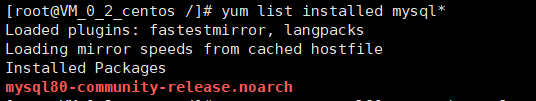 [root@VM_0_2_centos /]# yum list installed mysql*
Loaded plugins: fastestmirror, langpacks
Loading mirror speeds from cached hostfile
Installed Packages
mysql80-community-release.noarch